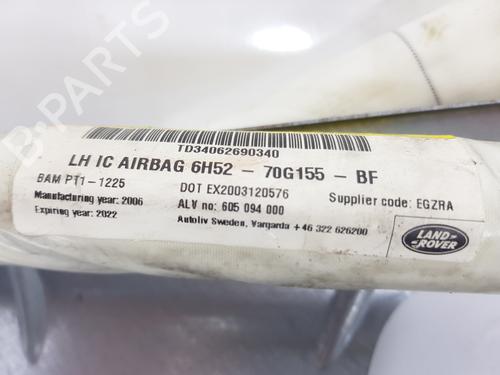 B-PARTS
TD34062690340
LH IC AIRBAG 6H52 - 70G155 - BF
BAM PT1-1225
DOT EX2003120576
Supplier code: EGZRA
Manufacturing year: 2006
ALV no: 605 094 000
Expiring year: 2022
Autoliv Sweden, Vargarda +46 322 626200
LAND-
ROVER